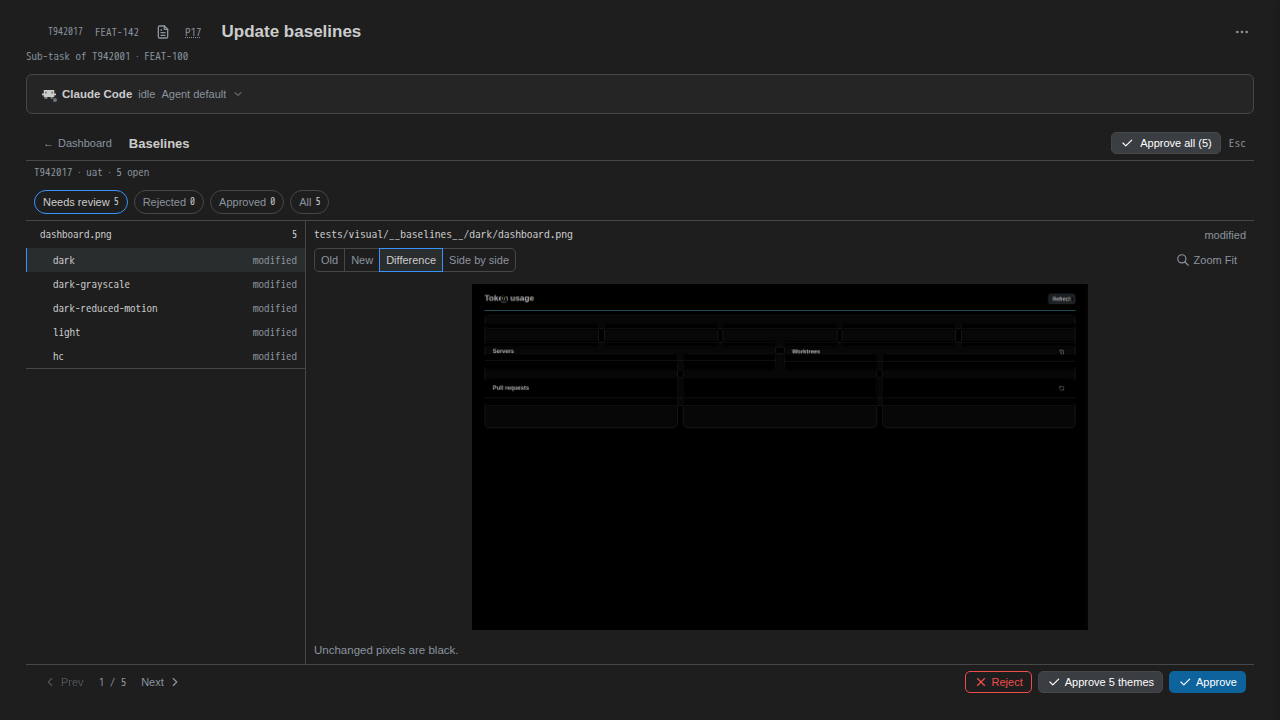 T942017 FEAT-142 P17 Update baselines
Sub-task of T942001 · FEAT-100
Claude Code idle Agent default
← Dashboard Baselines Approve all (5) Esc
T942017 · uat · 5 open
Needs review 5 Rejected 0 Approved 0 All 5
dashboard.png 5
dark modified
dark-grayscale modified
dark-reduced-motion modified
light modified
hc modified
tests/visual/__baselines__/dark/dashboard.png modified
Old New Difference Side by side Zoom Fit
Token usage
Servers Worktrees
Pull requests
Unchanged pixels are black.
Prev 1 / 5 Next Reject Approve 5 themes Approve